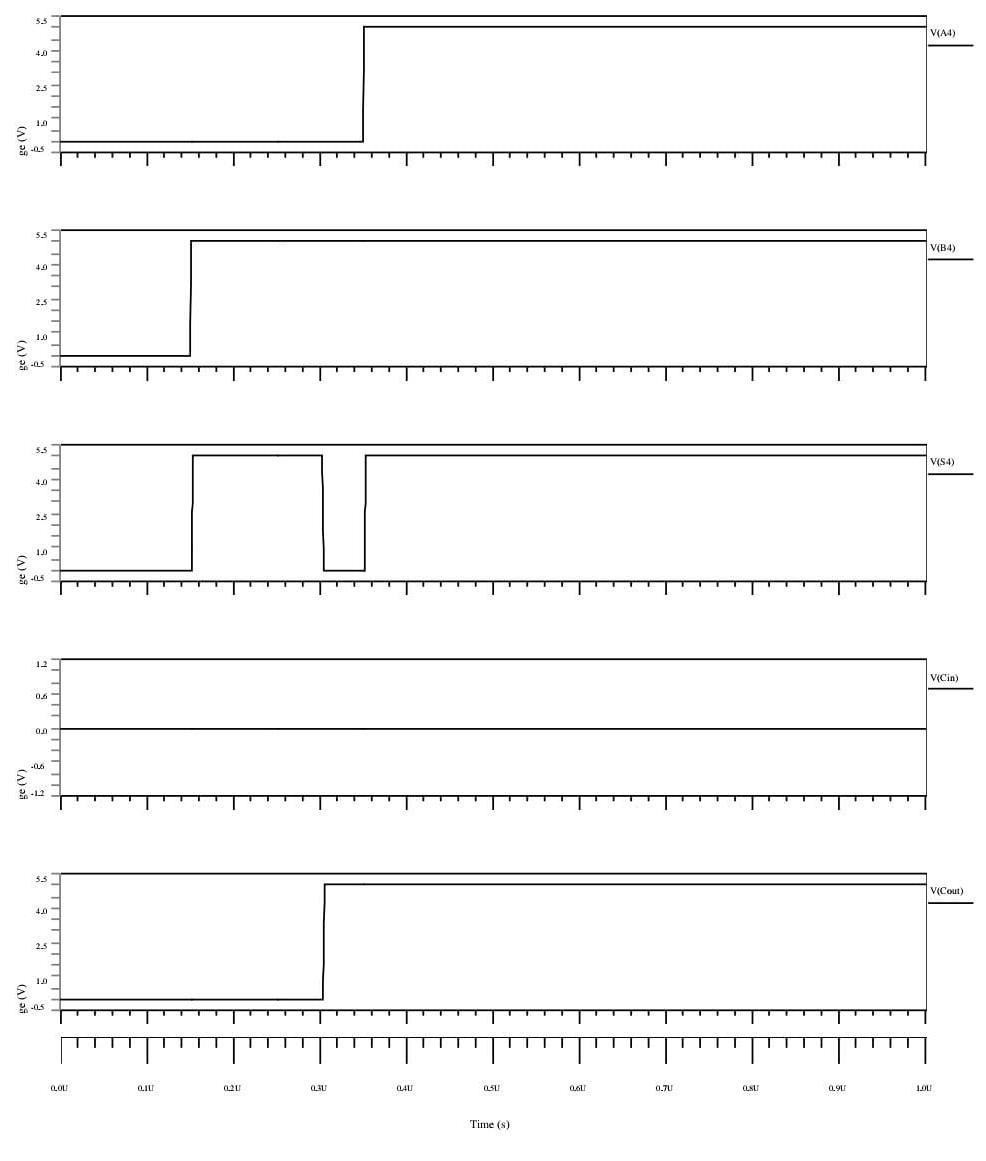 5.5
V(A4)
4.0
2.5
1.0
-0.5
ge (V)
5.5
V(B4)
4.0
2.5
1.0
-0.5
ge (V)
5.5
V(S4)
4.0
2.5
1.0
-0.5
ge (V)
1.2
V(Cin)
0.6
0.0
-0.6
-1.2
ge (V)
5.5
V(Cout)
4.0
2.5
1.0
-0.5
ge (V)
0.0U 0.1U 0.2U 0.3U 0.4U 0.5U 0.6U 0.7U 0.8U 0.9U 1.0U
Time (s)